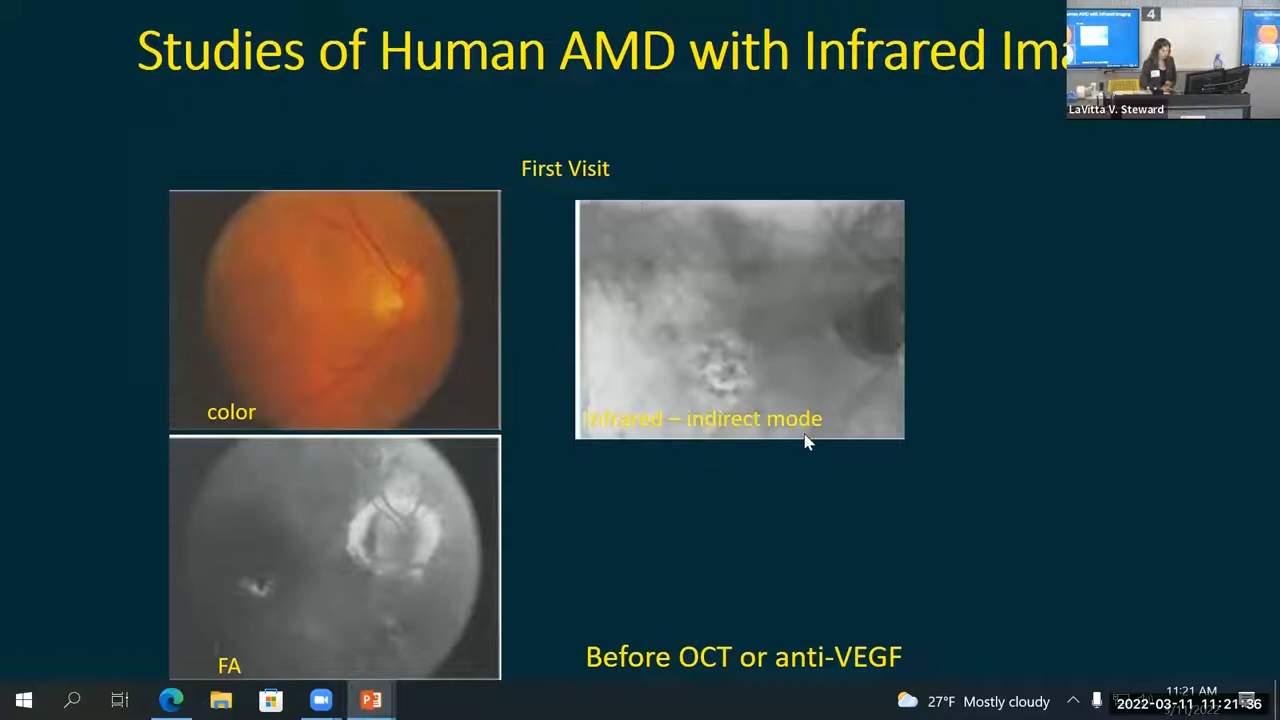 Studies of Human AMD with Infrared Ima
4
LaVitta V. Steward
First Visit
color
Infrared – indirect mode
FA
Before OCT or anti-VEGF
27°F Mostly cloudy
11:21 AM
2022-03-11 11:21:36